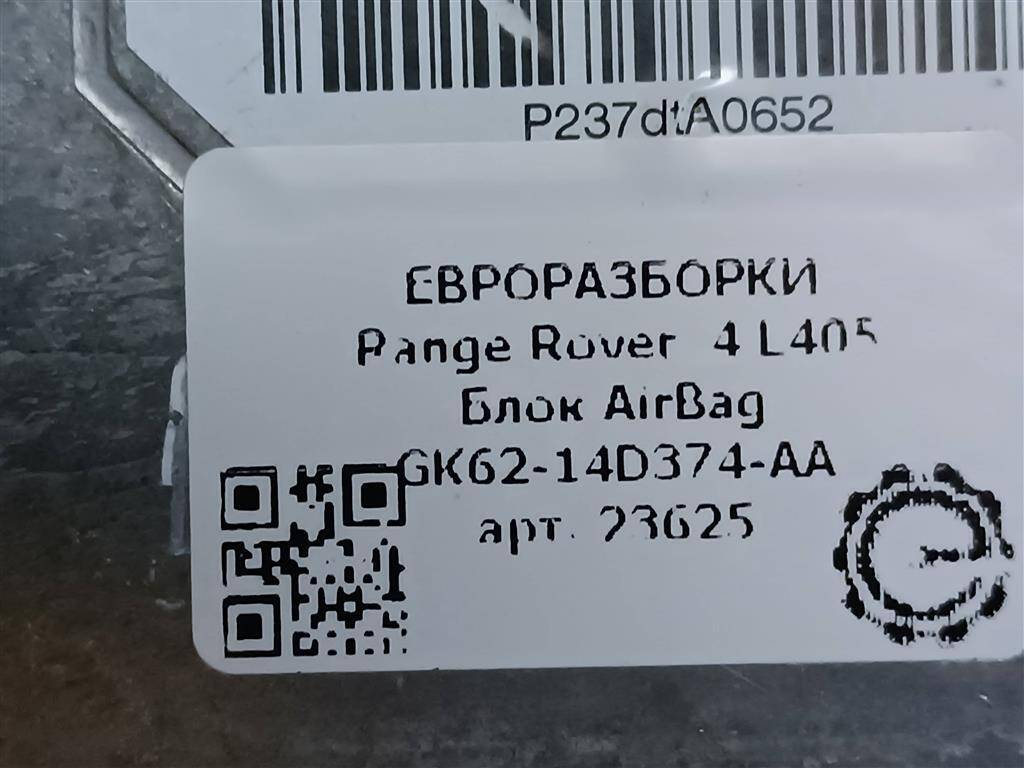 P237dtA0652
ЕВРОРАЗБОРКИ
Range Rover 4 L405
Блок AirBag
GK62-14D374-AA
арт. 23625